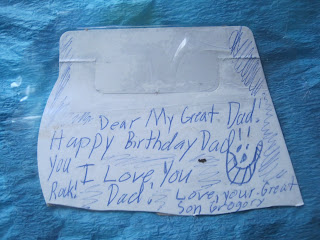 Dear My Great Dad!
Happy Birthday Dad!!!
You I Love You
Rock! Dad! Love, your Great
Son Gregory